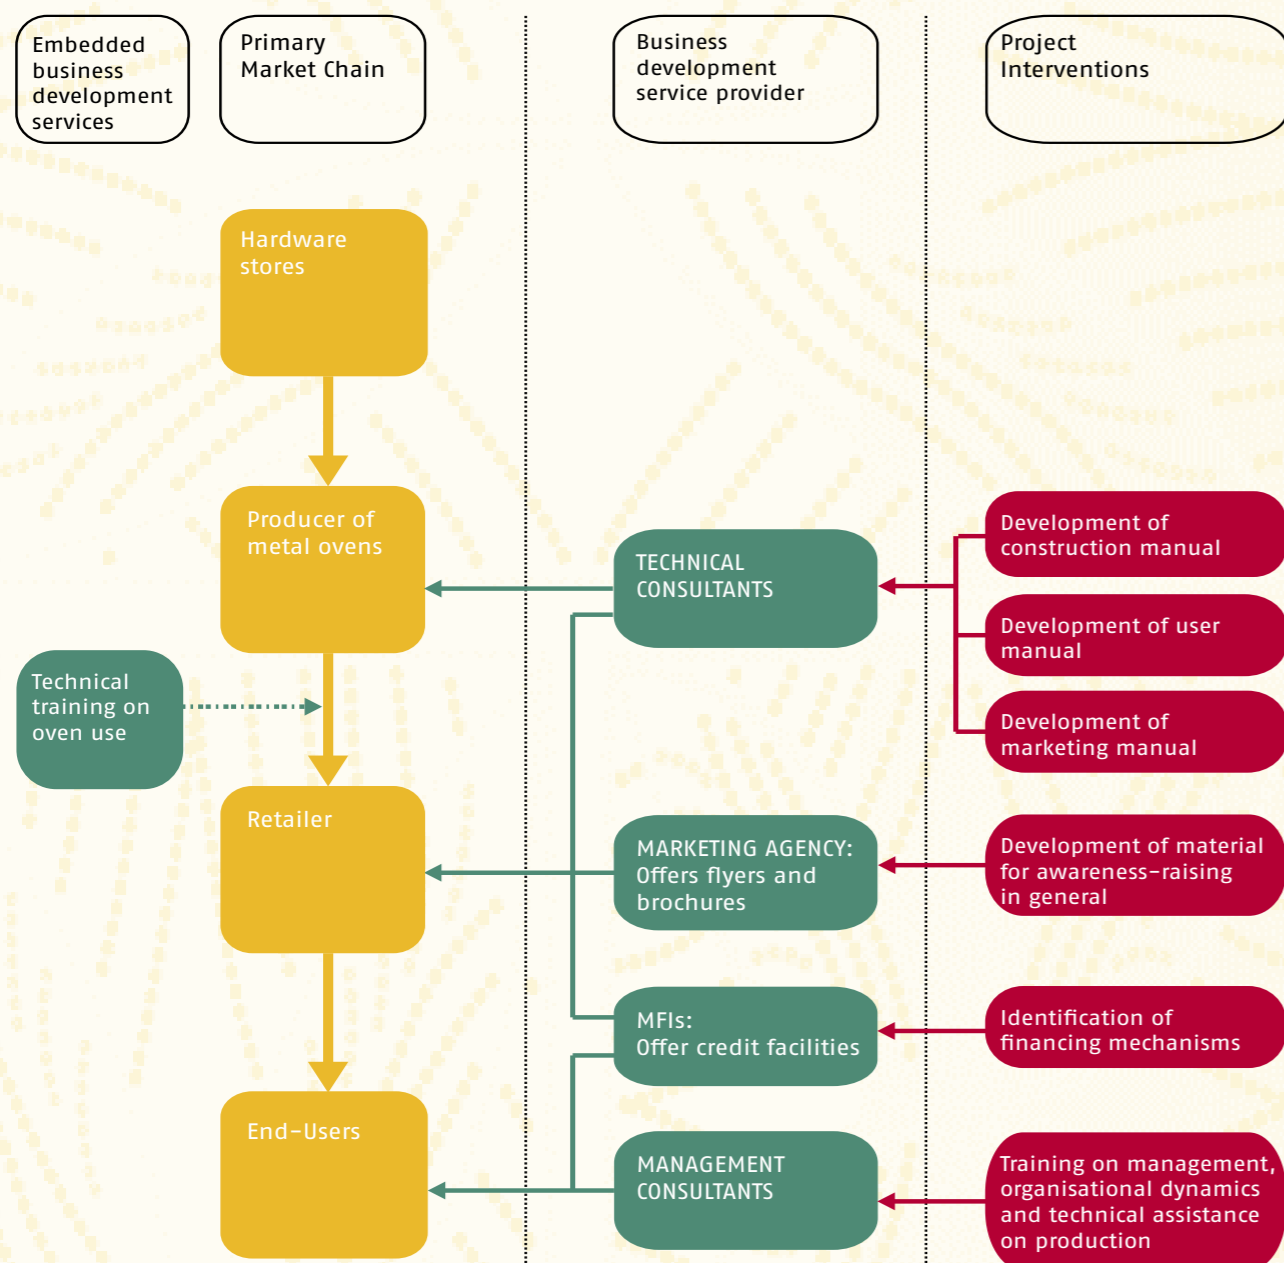 Embedded
business
development
services
Primary
Market Chain
Business
development
service provider
Project
Interventions
Hardware
stores
Producer of
metal ovens
TECHNICAL
CONSULTANTS
Development of
construction manual
Development of user
manual
Development of
marketing manual
Technical
training on
oven use
Retailer
MARKETING AGENCY:
Offers flyers and
brochures
Development of material
for awareness-raising
in general
MFIs:
Offer credit facilities
Identification of
financing mechanisms
End-Users
MANAGEMENT
CONSULTANTS
Training on management,
organisational dynamics
and technical assistance
on production